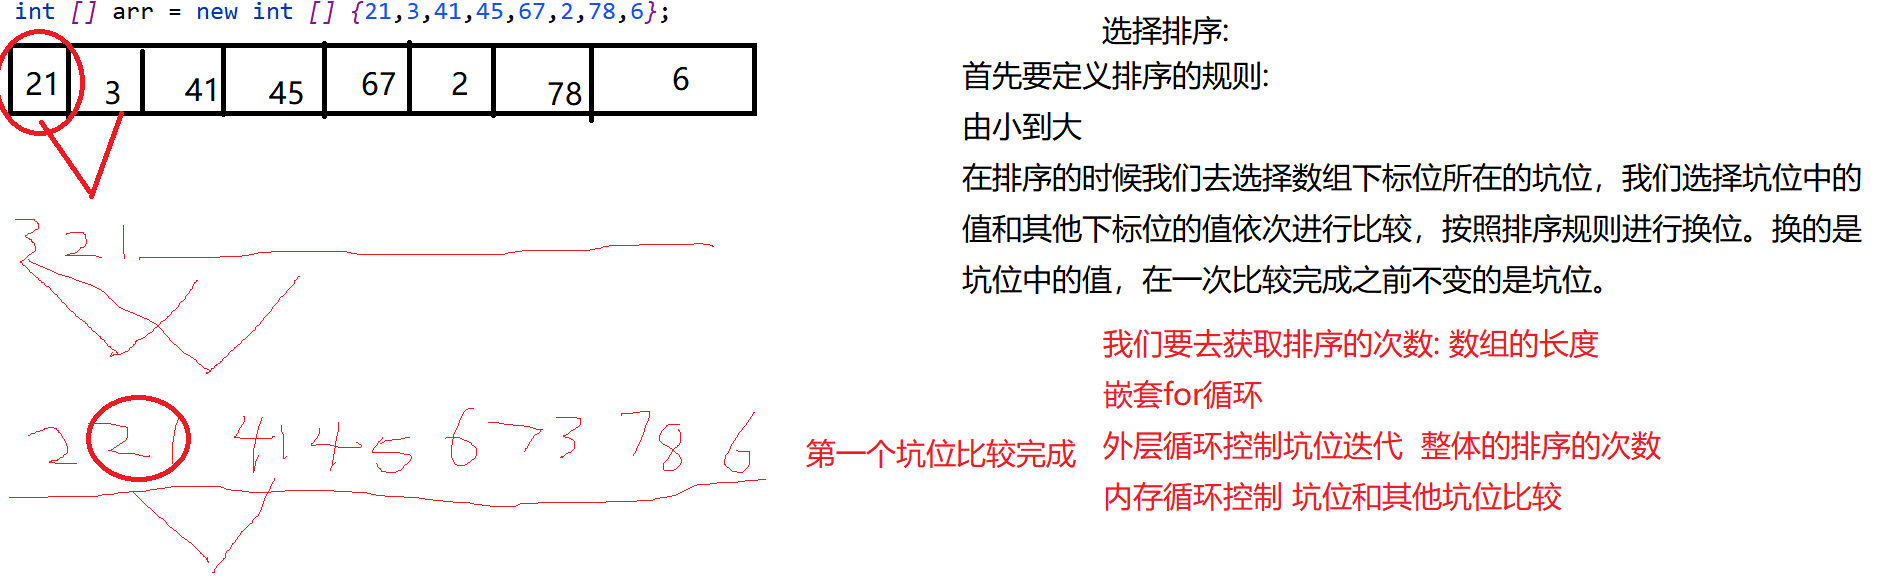 int [] arr = new int [] {21,3,41,45,67,2,78,6};
21 3 41 45 67 2 78 6
3 21
2 21 41 45 67 3 78 6
第一个坑位比较完成
选择排序:
首先要定义排序的规则:
由小到大
在排序的时候我们去选择数组下标位所在的坑位，我们选择坑位中的
值和其他下标位的值依次进行比较，按照排序规则进行换位。换的是
坑位中的值，在一次比较完成之前不变的是坑位。
我们要去获取排序的次数: 数组的长度
嵌套for循环
外层循环控制坑位迭代 整体的排序的次数
内存循环控制 坑位和其他坑位比较